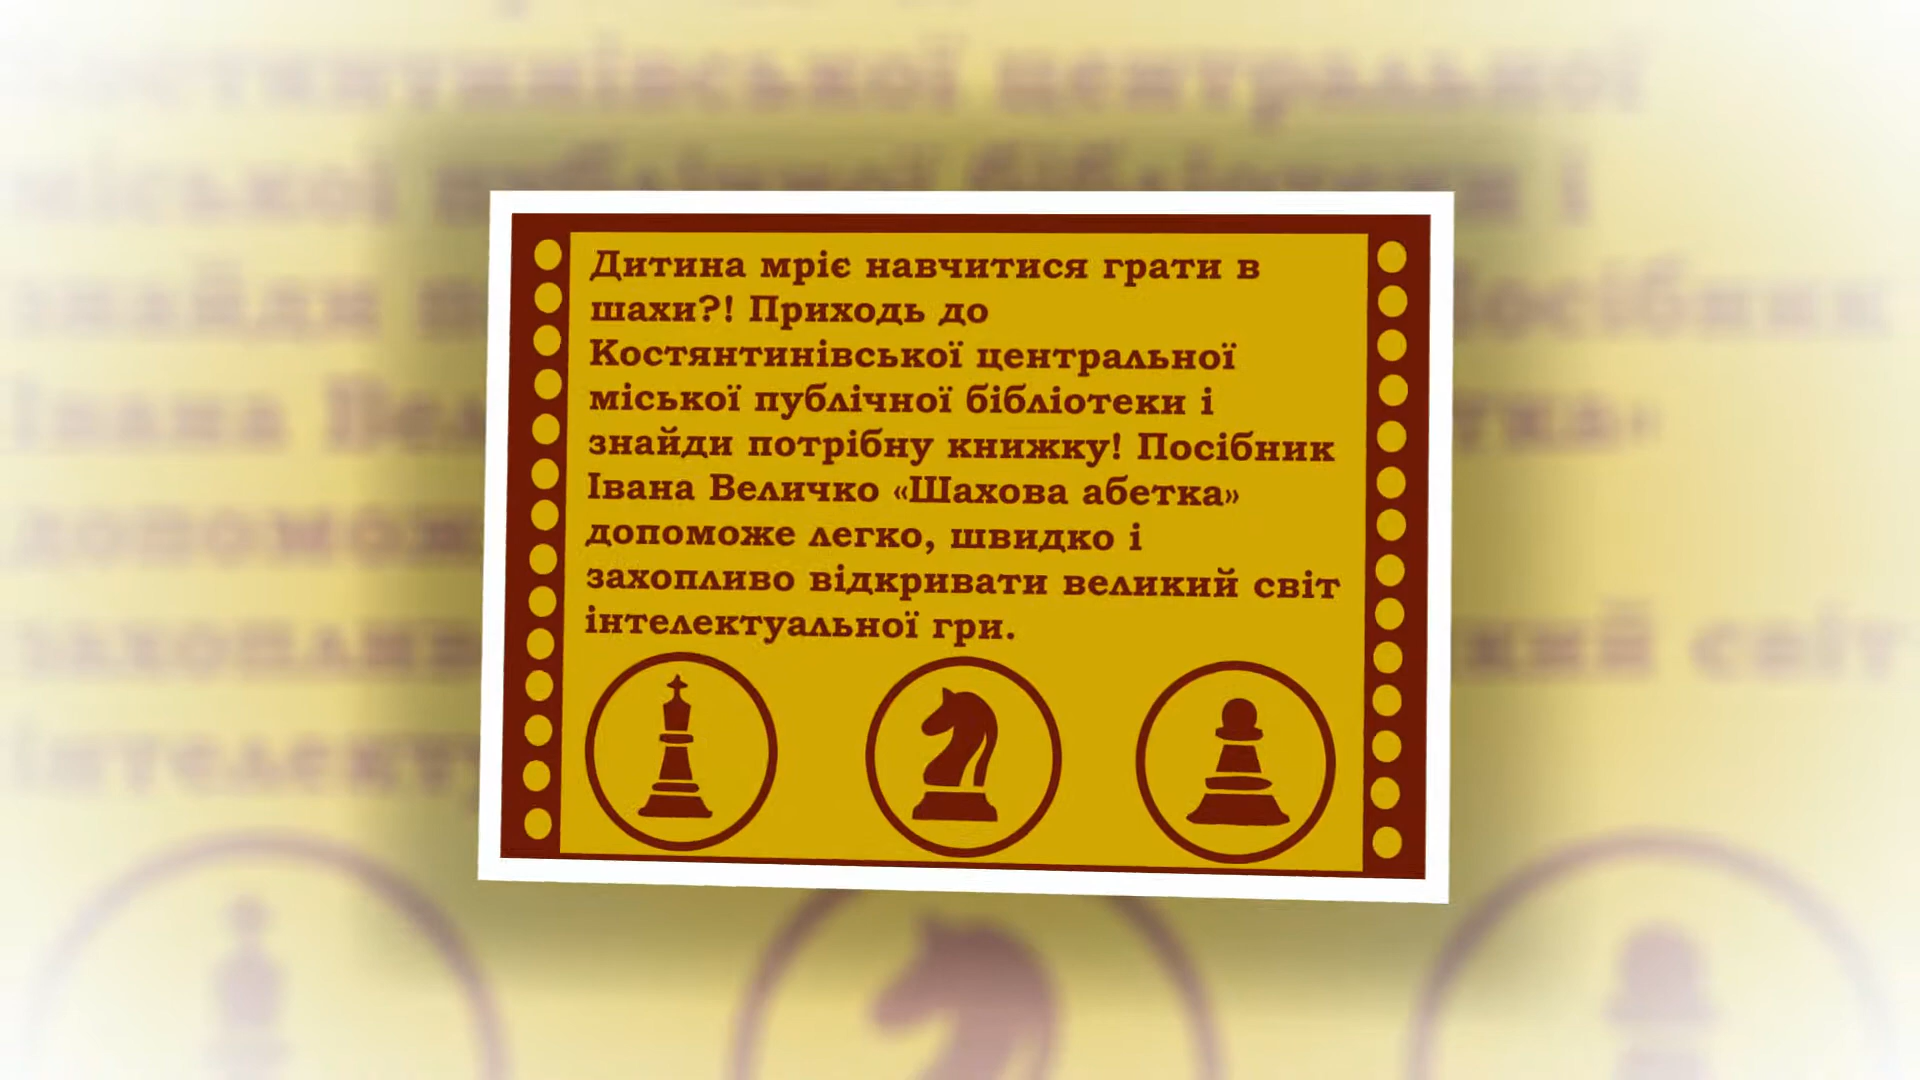 Дитина мріє навчитися грати в
шахи?! Приходь до
Костянтинівської центральної
міської публічної бібліотеки і
знайди потрібну книжку! Посібник
Івана Величко «Шахова абетка»
допоможе легко, швидко і
захопливо відкривати великий світ
інтелектуальної гри.